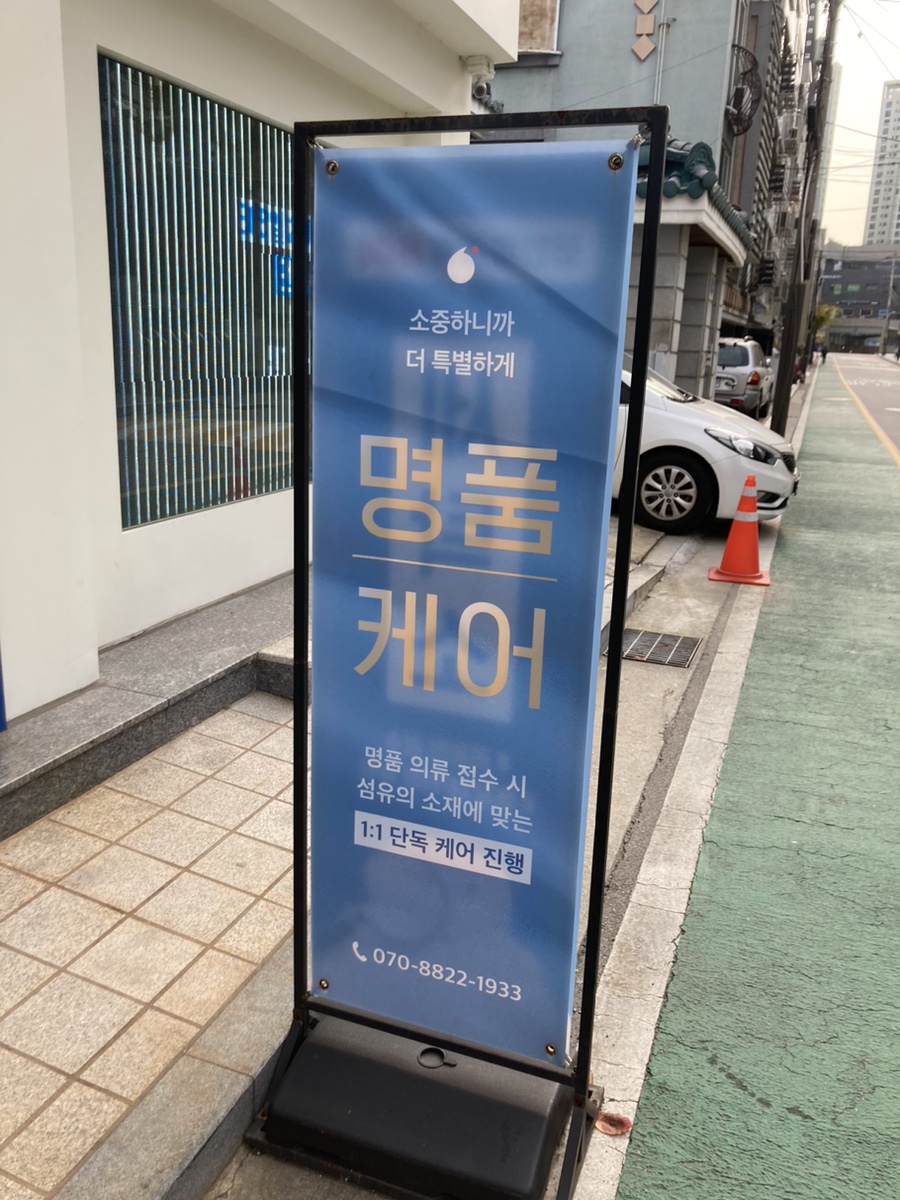 소중하니까
더 특별하게
명품
케어
명품 의류 접수 시
섬유의 소재에 맞는
1:1 단독 케어 진행
070-8822-1933